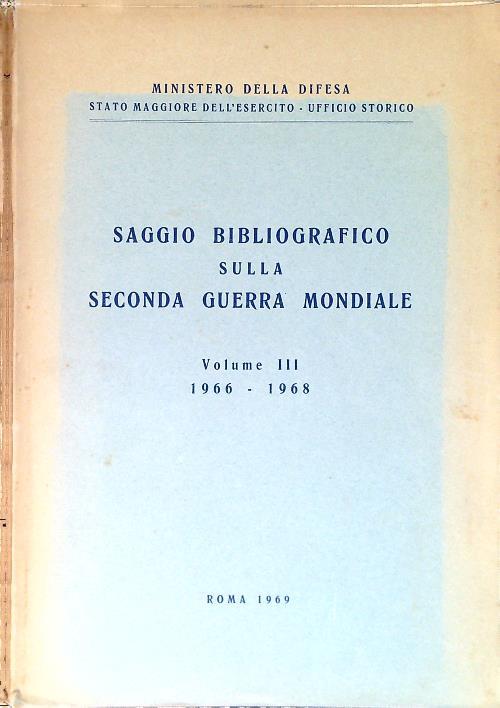 MINISTERO DELLA DIFESA
STATO MAGGIORE DELL'ESERCITO - UFFICIO STORICO
SAGGIO BIBLIOGRAFICO
SULLA
SECONDA GUERRA MONDIALE
Volume III
1966 - 1968
ROMA 1969